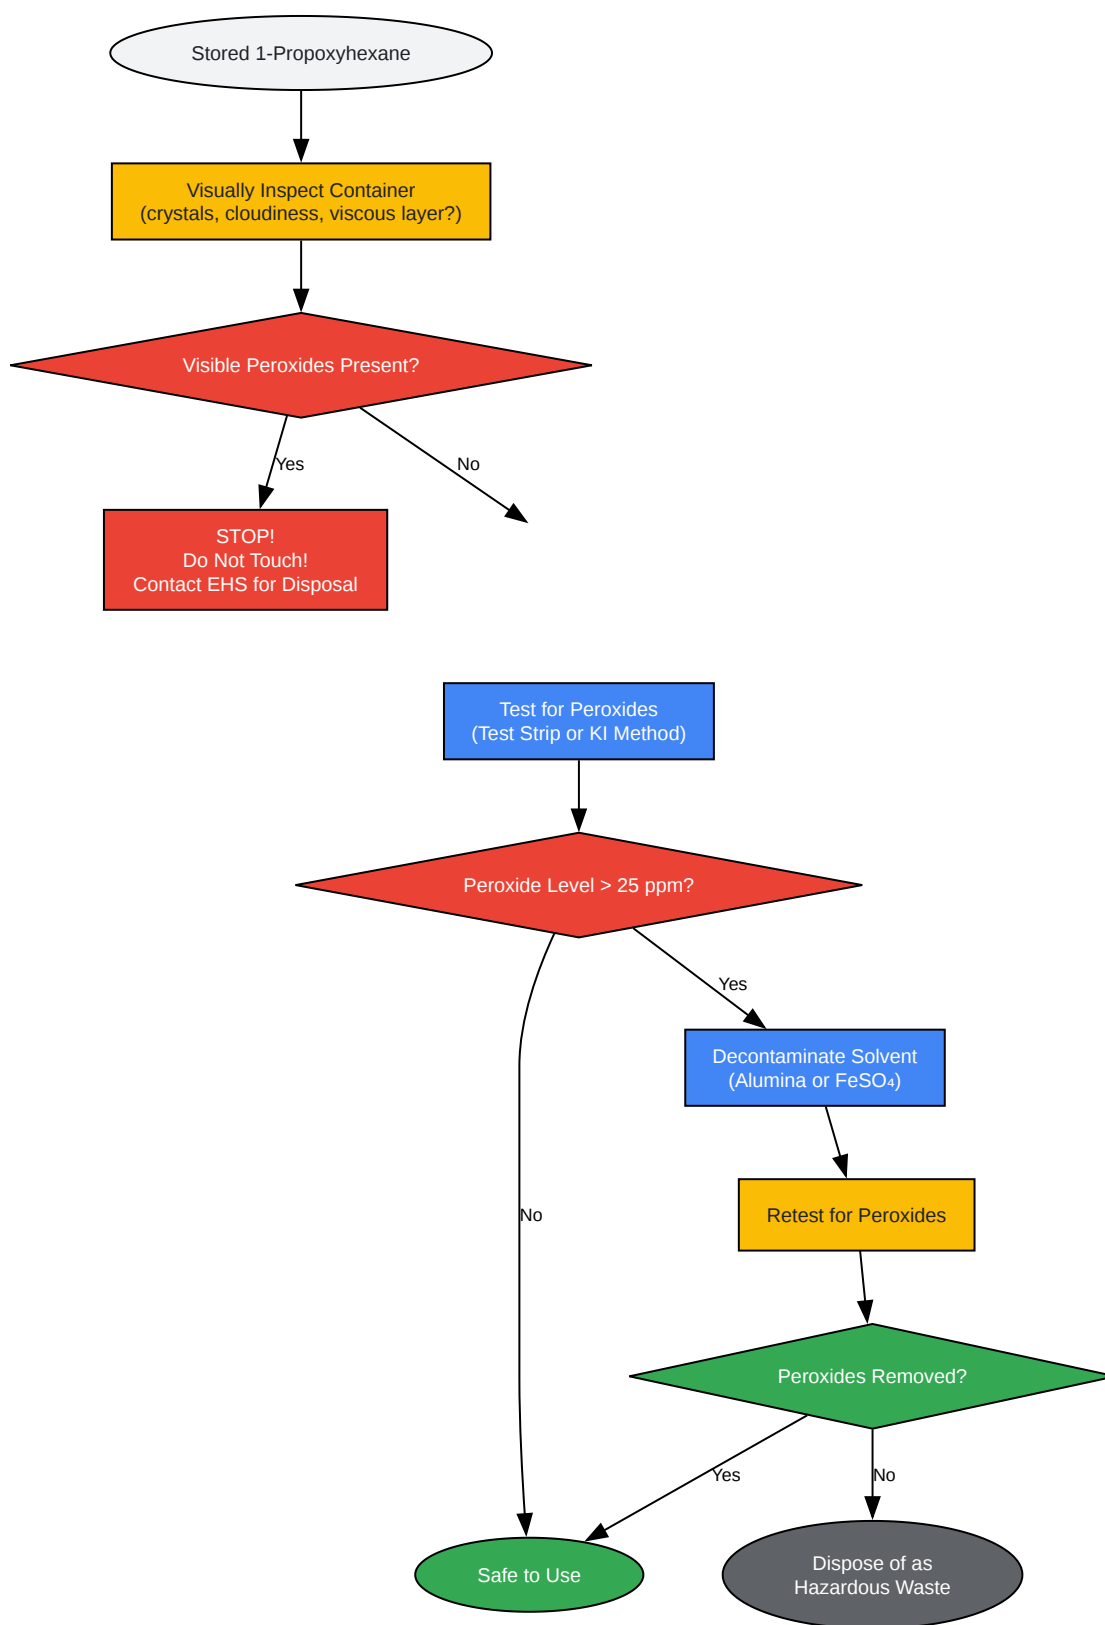 Stored 1-Propoxyhexane
Visually Inspect Container
(crystals, cloudiness, viscous layer?)
Visible Peroxides Present?
Yes
No
STOP!
Do Not Touch!
Contact EHS for Disposal
Test for Peroxides
(Test Strip or KI Method)
Peroxide Level > 25 ppm?
Yes
Decontaminate Solvent
(Alumina or FeSO₄)
Retest for Peroxides
No
Peroxides Removed?
Yes
No
Safe to Use
Dispose of as
Hazardous Waste